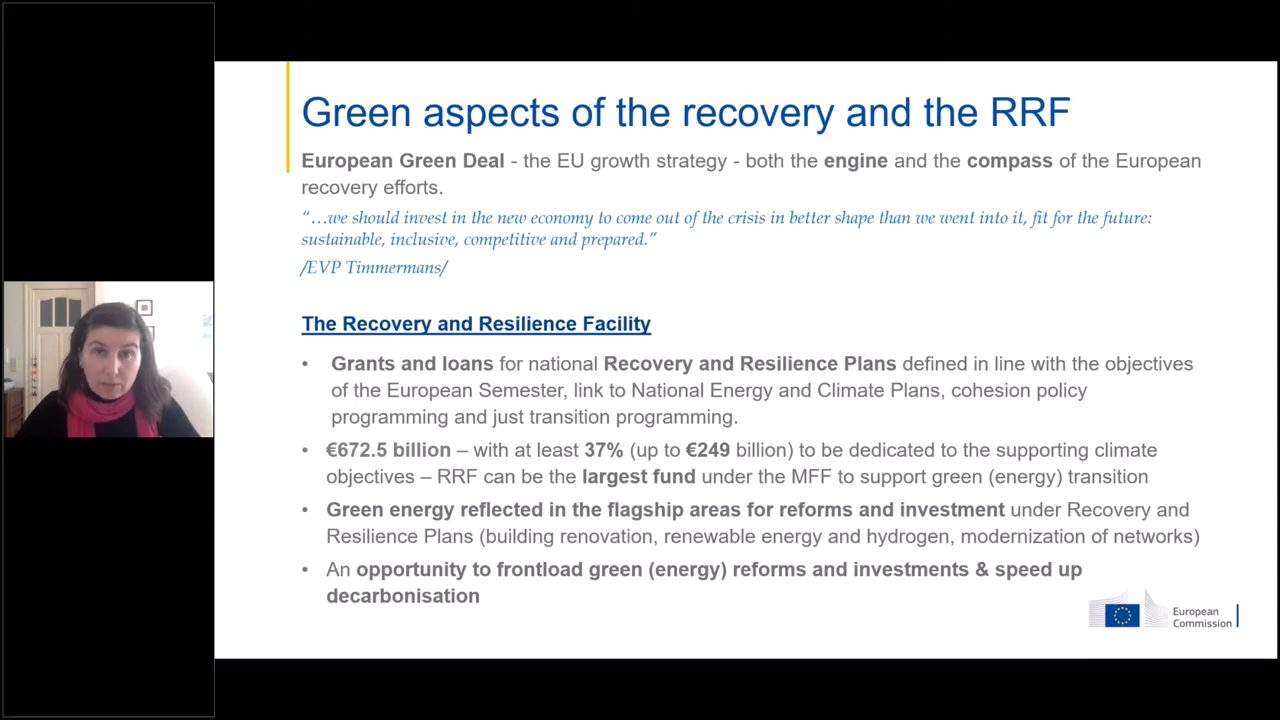 Green aspects of the recovery and the RRF
European Green Deal - the EU growth strategy - both the engine and the compass of the European
recovery efforts.
“…we should invest in the new economy to come out of the crisis in better shape than we went into it, fit for the future:
sustainable, inclusive, competitive and prepared.”
/EVP Timmermans/
The Recovery and Resilience Facility
• Grants and loans for national Recovery and Resilience Plans defined in line with the objectives
of the European Semester, link to National Energy and Climate Plans, cohesion policy
programming and just transition programming.
• €672.5 billion – with at least 37% (up to €249 billion) to be dedicated to the supporting climate
objectives – RRF can be the largest fund under the MFF to support green (energy) transition
• Green energy reflected in the flagship areas for reforms and investment under Recovery and
Resilience Plans (building renovation, renewable energy and hydrogen, modernization of networks)
• An opportunity to frontload green (energy) reforms and investments & speed up
decarbonisation
European
Commission